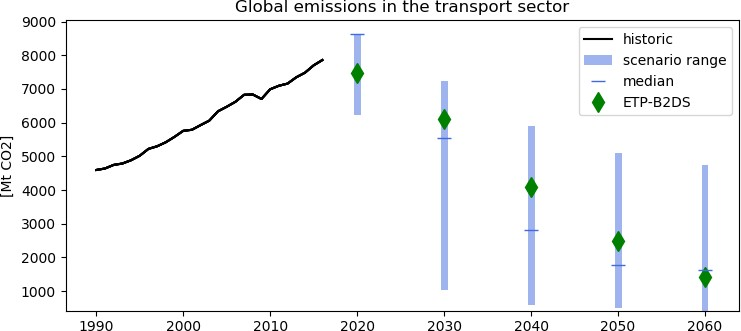 Global emissions in the transport sector
[Mt CO2]
9000
8000
7000
6000
5000
4000
3000
2000
1000
historic
scenario range
median
ETP-B2DS
1990 2000 2010 2020 2030 2040 2050 2060